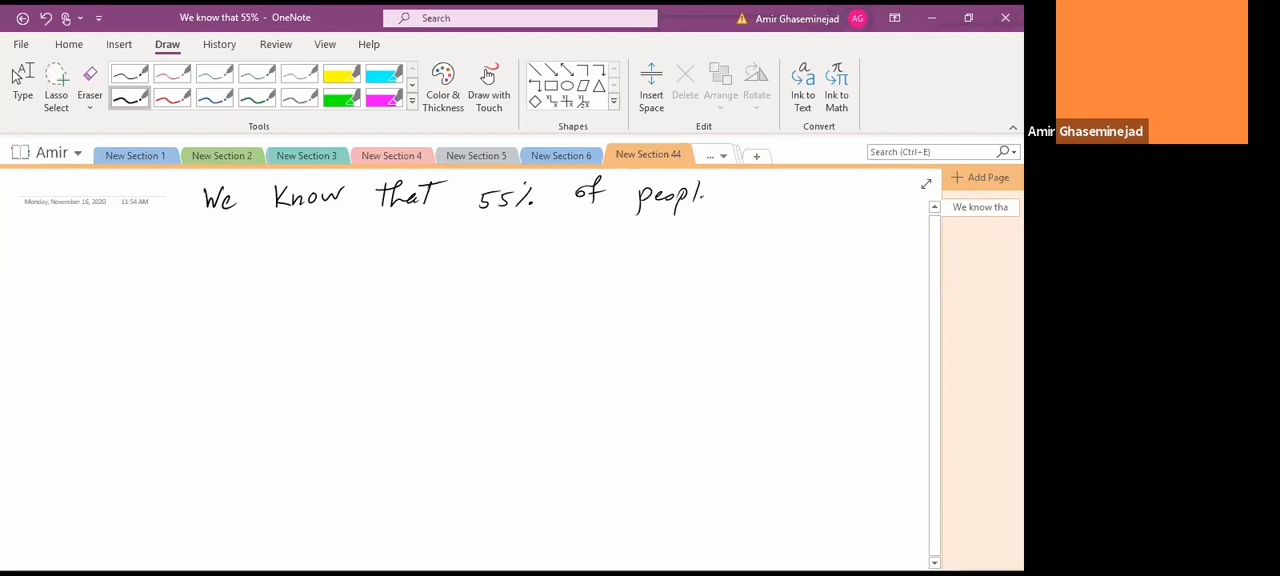 We know that 55% - OneNote
Search
Amir Ghaseminejad AG
File Home Insert Draw History Review View Help
Type Lasso Select Eraser Color & Thickness Draw with Touch Insert Space Delete Arrange Rotate Ink to Text Ink to Math
Tools Shapes Edit Convert
Amir New Section 1 New Section 2 New Section 3 New Section 4 New Section 5 New Section 6 New Section 44 ... Search (Ctrl+E)
Add Page
We know tha
Monday, November 16, 2020 11:54 AM
We know that 55% of peopl
Amir Ghaseminejad